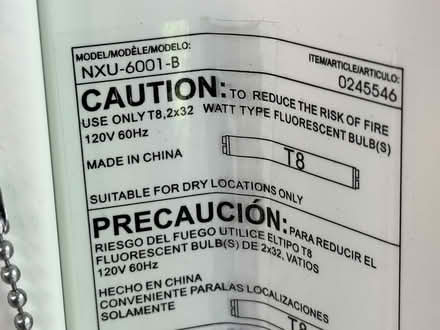 MODEL/MODÈLE/MODELO:
NXU-6001-B
ITEM/ARTICLE/ARTICULO:
0245546
CAUTION: TO REDUCE THE RISK OF FIRE
USE ONLY T8,2x32 WATT TYPE FLUORESCENT BULB(S)
120V 60Hz
MADE IN CHINA
T8
SUITABLE FOR DRY LOCATIONS ONLY
PRECAUCIÓN: PARA REDUCIR EL
RIESGO DEL FUEGO UTILICE ELTIPO T8
FLUORESCENT BULB(S) DE 2x32, VATIOS
120V 60Hz
HECHO EN CHINA
CONVENIENTE PARALAS LOCALIZACIONES
SOLAMENTE
T8